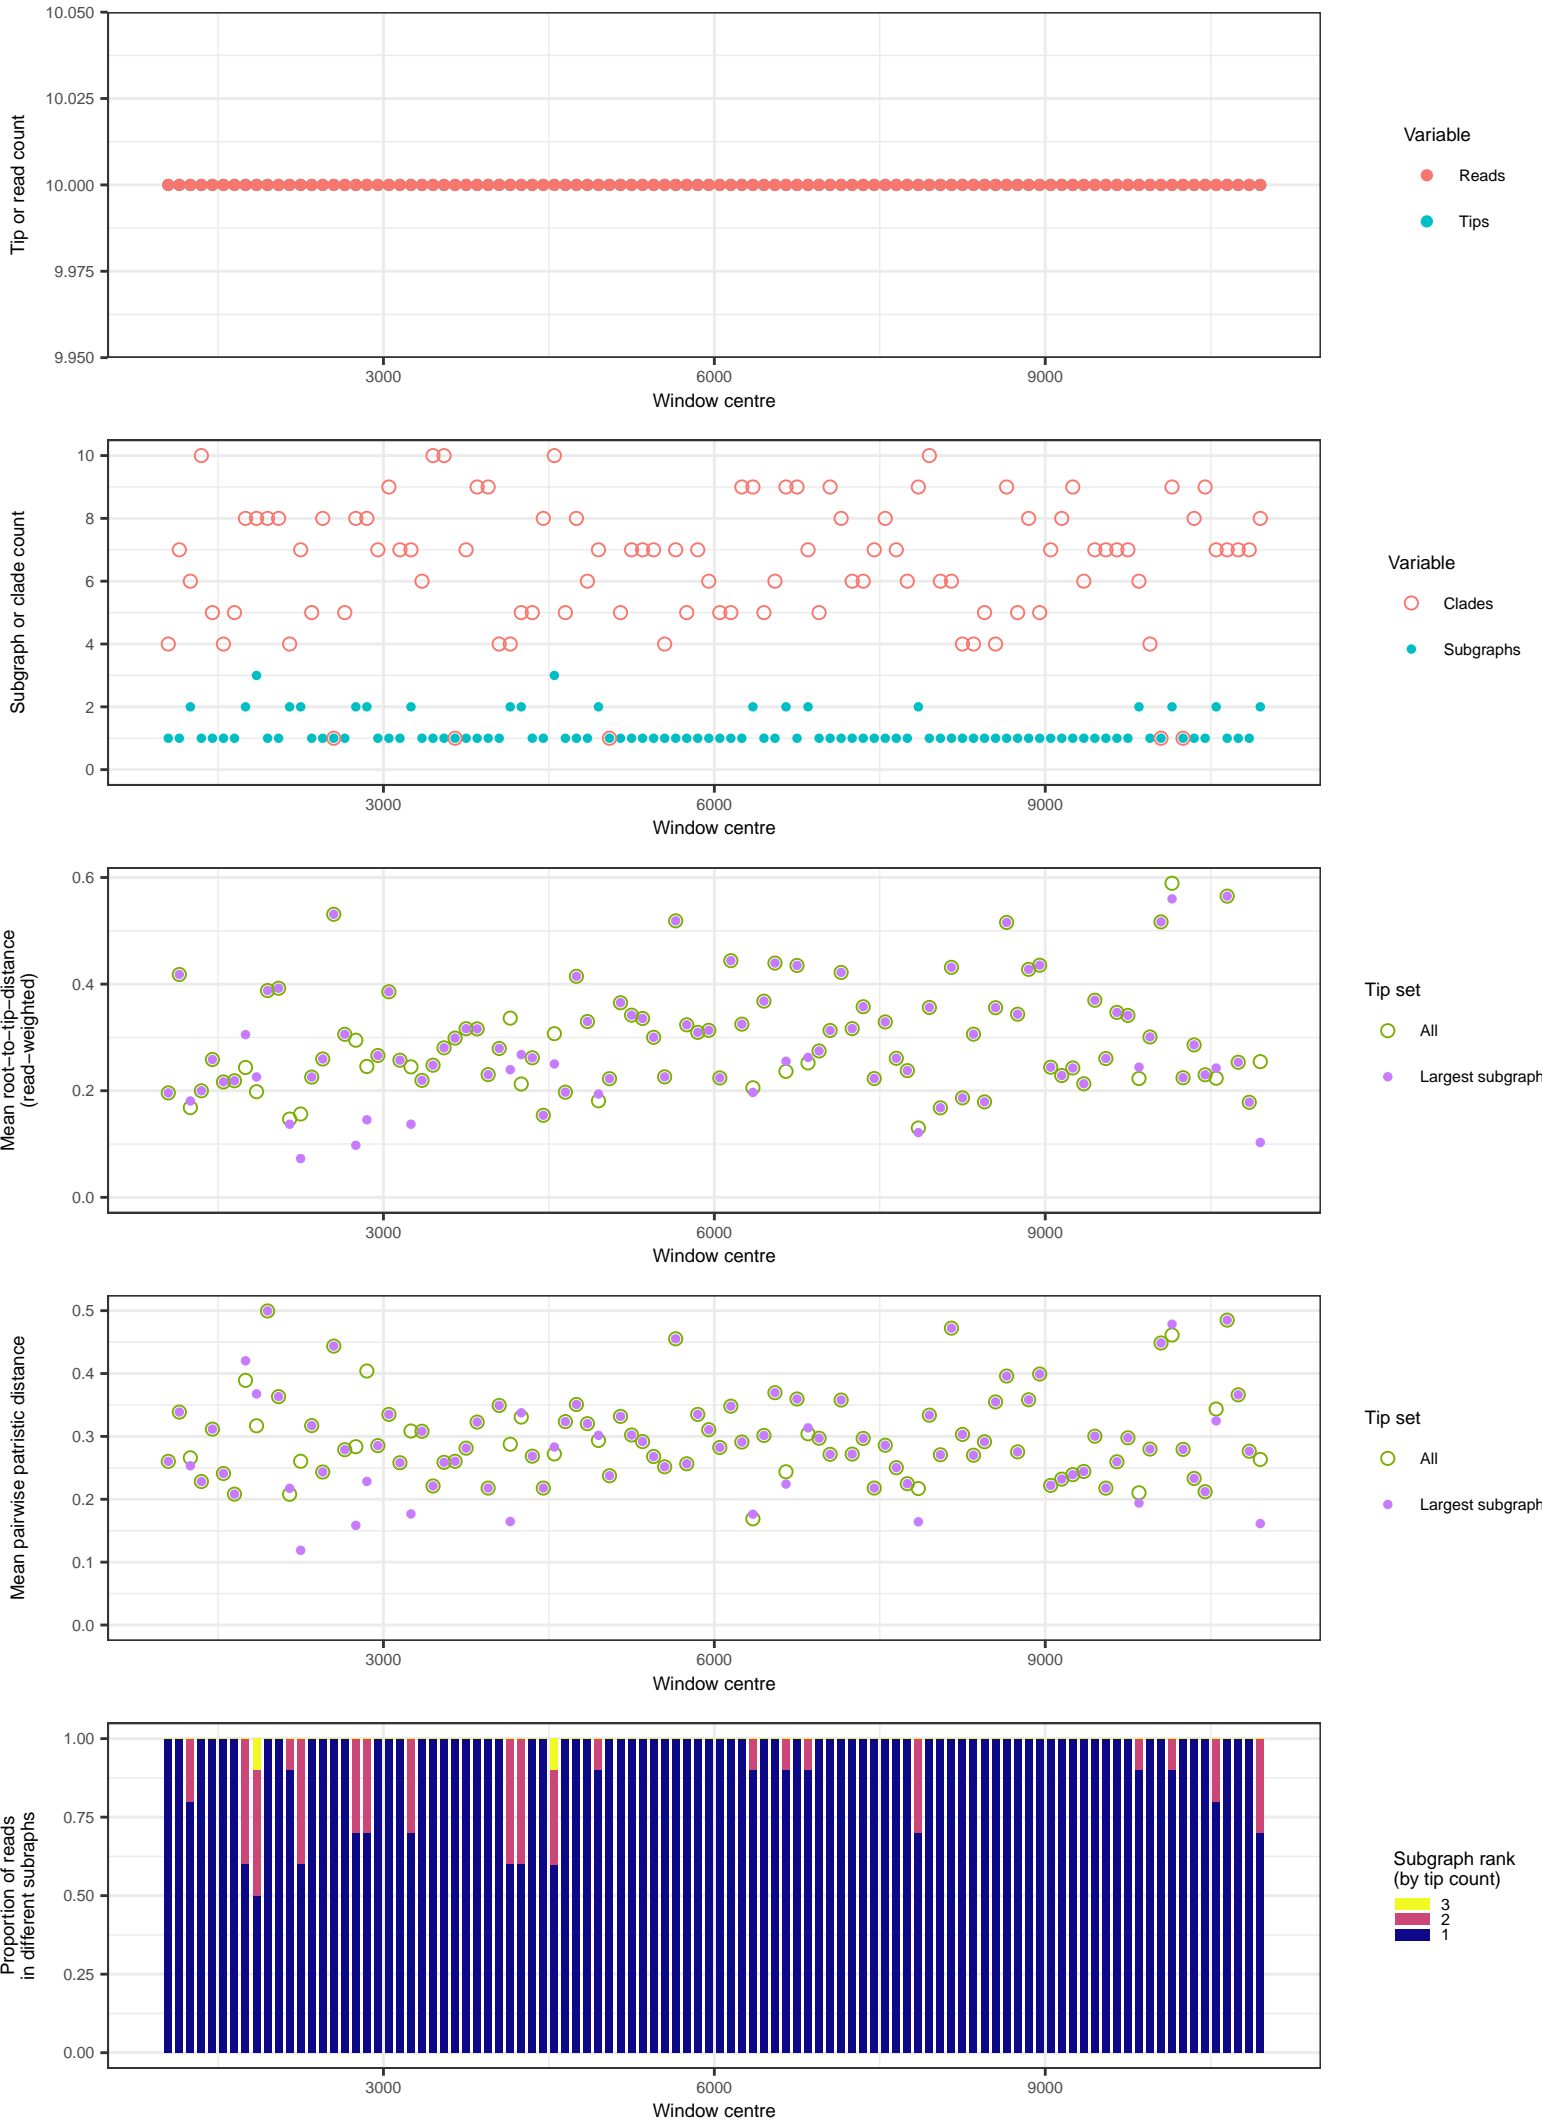 10.050
10.025
10.000
9.975
9.950
Tip or read count
3000
6000
9000
Window centre
Variable
Reads
Tips
10
8
6
4
2
0
Subgraph or clade count
3000
6000
9000
Window centre
Variable
Clades
Subgraphs
0.6
0.4
0.2
0.0
Mean root−to−tip−distance
(read−weighted)
3000
6000
9000
Window centre
Tip set
All
Largest subgraph
0.5
0.4
0.3
0.2
0.1
0.0
Mean pairwise patristic distance
3000
6000
9000
Window centre
Tip set
All
Largest subgraph
1.00
0.75
0.50
0.25
0.00
Proportion of reads
in different subraphs
3000
6000
9000
Window centre
Subgraph rank
(by tip count)
3
2
1